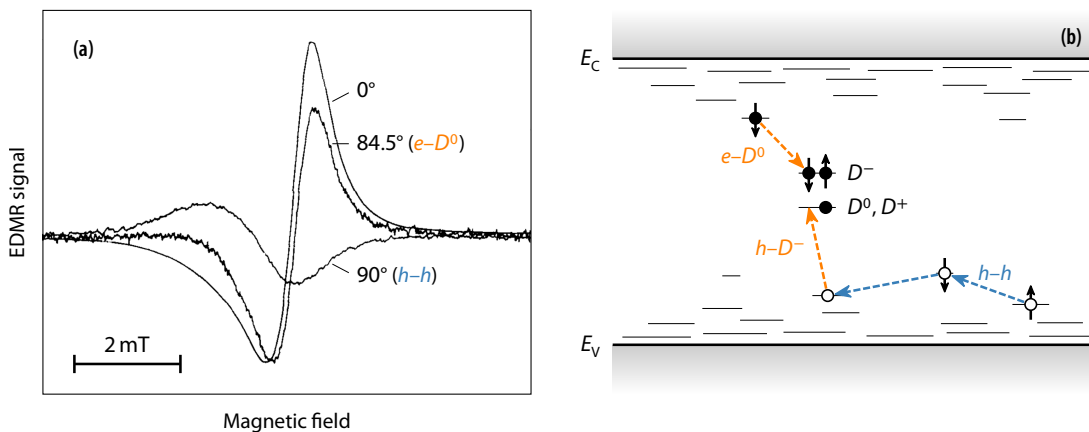 (a)
0°
84.5° (e–D⁰)
90° (h–h)
2 mT
EDMR signal
Magnetic field
(b)
E_C
e–D⁰
D⁻
D⁰, D⁺
h–D⁻
h–h
E_V